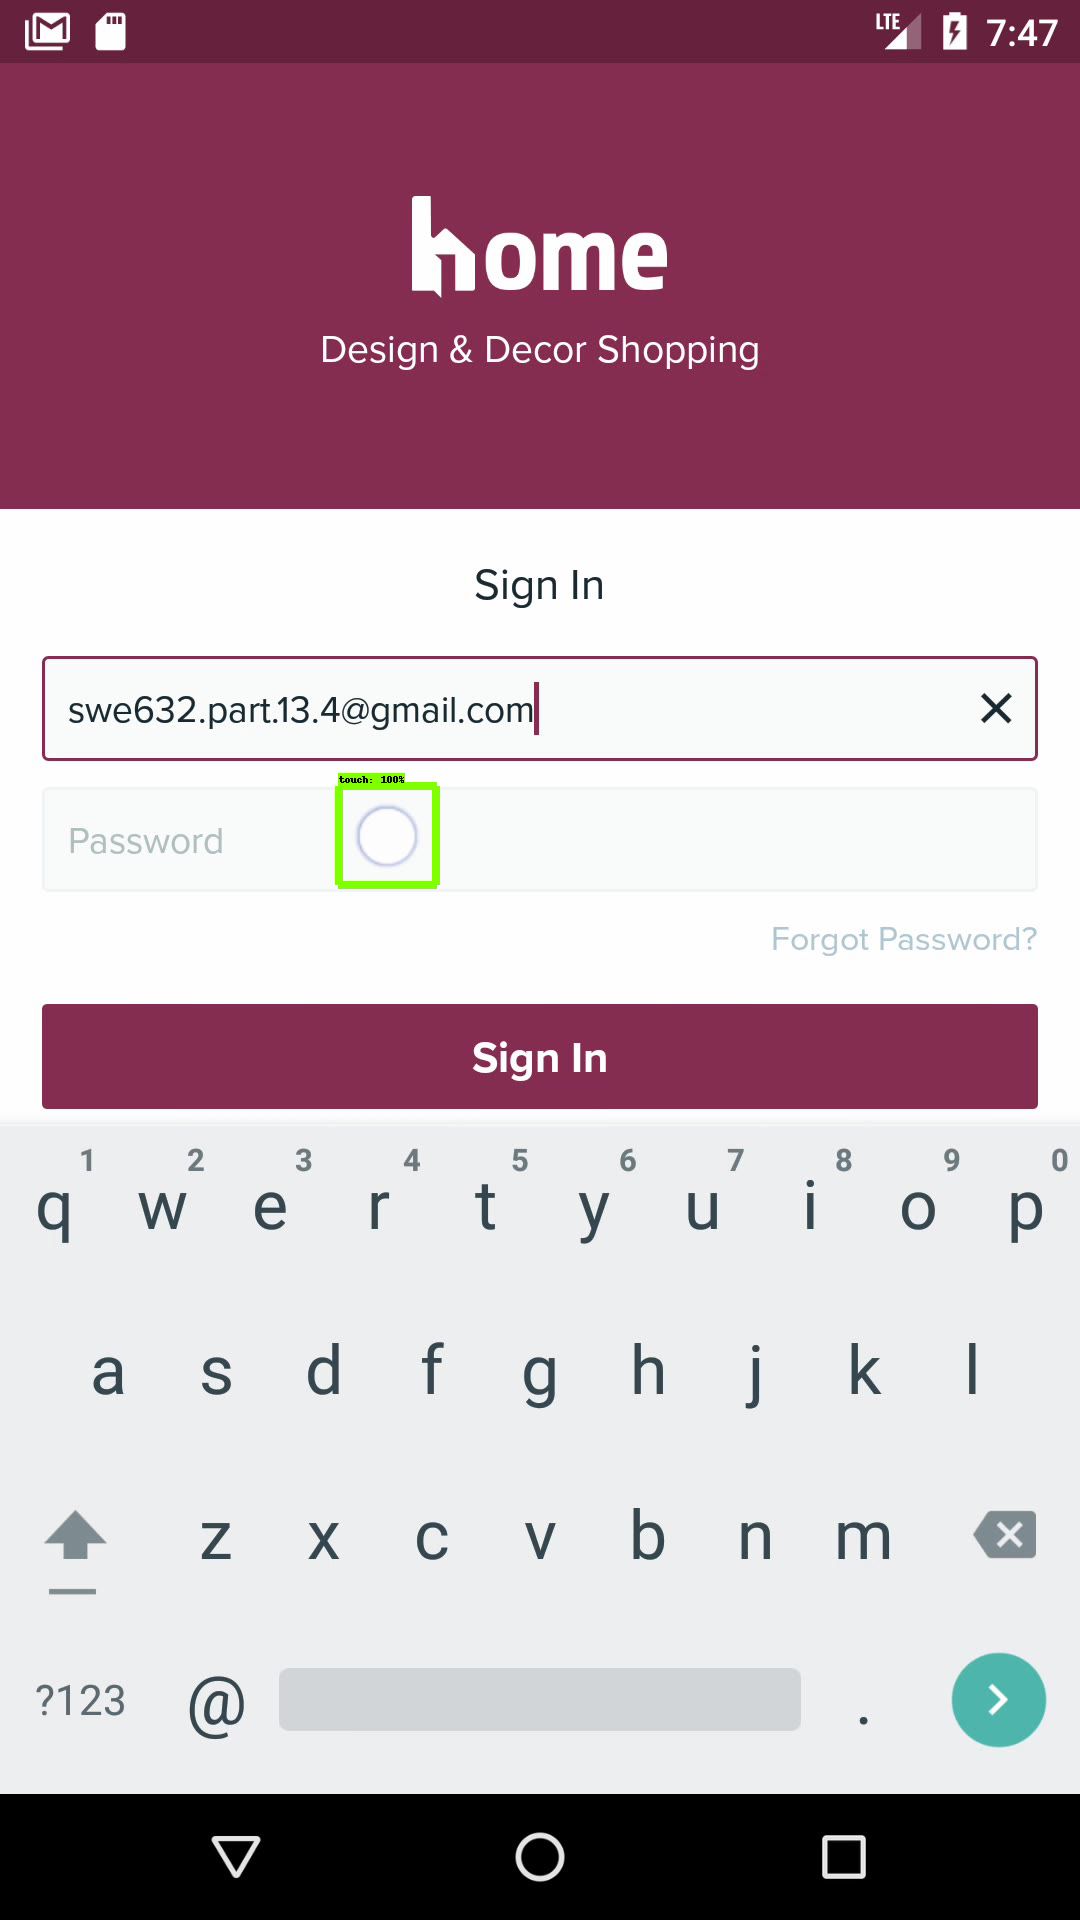 LTE 7:47
home
Design & Decor Shopping
Sign In
swe632.part.13.4@gmail.com
touch: 100%
Password
Forgot Password?
Sign In
1 2 3 4 5 6 7 8 9 0
q w e r t y u i o p
a s d f g h j k l
z x c v b n m
?123 @ .